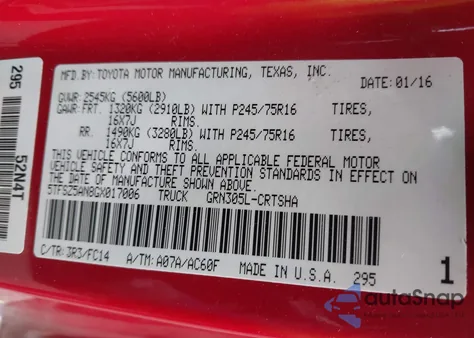 MFD.BY:TOYOTA MOTOR MANUFACTURING, TEXAS, INC.
GVWR: 2545KG (5600LB) DATE: 01/16
GAWR:FRT. 1320KG (2910LB) WITH P245/75R16 TIRES,
16X7J RIMS.
RR. 1490KG (3280LB) WITH P245/75R16 TIRES,
16X7J RIMS.
THIS VEHICLE CONFORMS TO ALL APPLICABLE FEDERAL MOTOR
VEHICLE SAFETY AND THEFT PREVENTION STANDARDS IN EFFECT ON
THE DATE OF MANUFACTURE SHOWN ABOVE.
5TFSZ5AN8GX017006 TRUCK GRN305L-CRTSHA
C/TR: 3R3/FC14 A/TM: A07A/AC60F MADE IN U.S.A. 295 1
295
52N4T
autoSnap